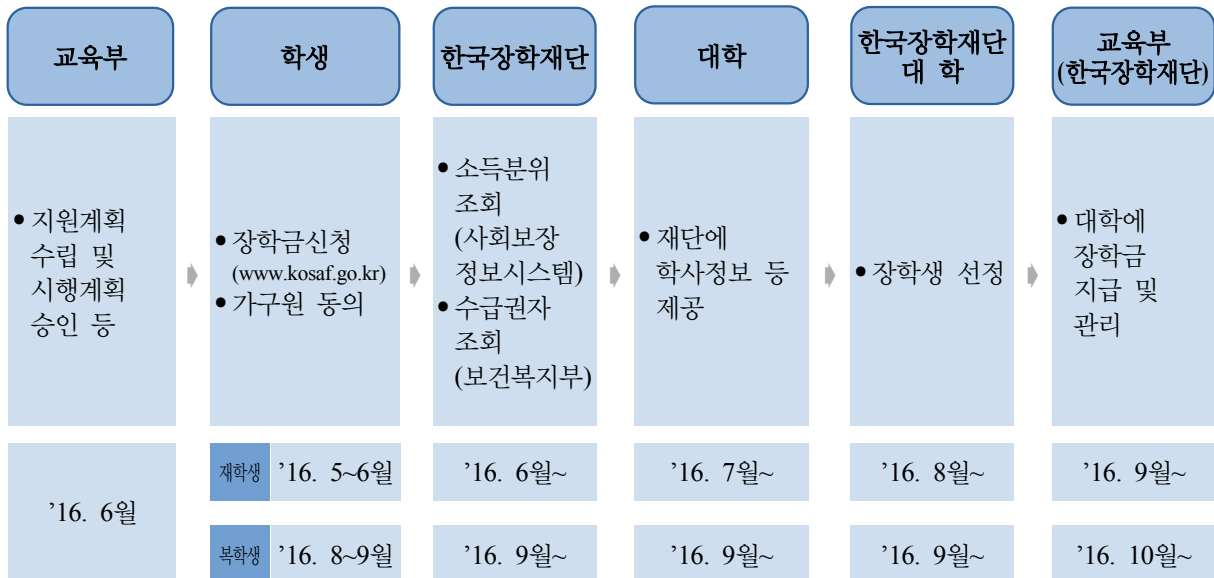 교육부
학생
한국장학재단
대학
한국장학재단
대 학
교육부
(한국장학재단)
• 지원계획
수립 및
시행계획
승인 등
• 장학금신청
(www.kosaf.go.kr)
• 가구원 동의
• 소득분위
조회
(사회보장
정보시스템)
• 수급권자
조회
(보건복지부)
• 재단에
학사정보 등
제공
• 장학생 선정
• 대학에
장학금
지급 및
관리
’16. 6월
재학생 ’16. 5~6월 ’16. 6월~ ’16. 7월~ ’16. 8월~ ’16. 9월~
복학생 ’16. 8~9월 ’16. 9월~ ’16. 9월~ ’16. 9월~ ’16. 10월~